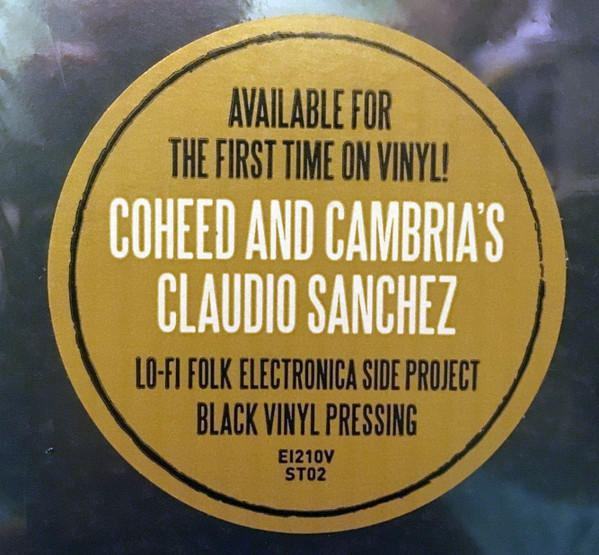 AVAILABLE FOR
THE FIRST TIME ON VINYL!
COHEED AND CAMBRIA'S
CLAUDIO SANCHEZ
LO-FI FOLK ELECTRONICA SIDE PROJECT
BLACK VINYL PRESSING
EI210V
ST02